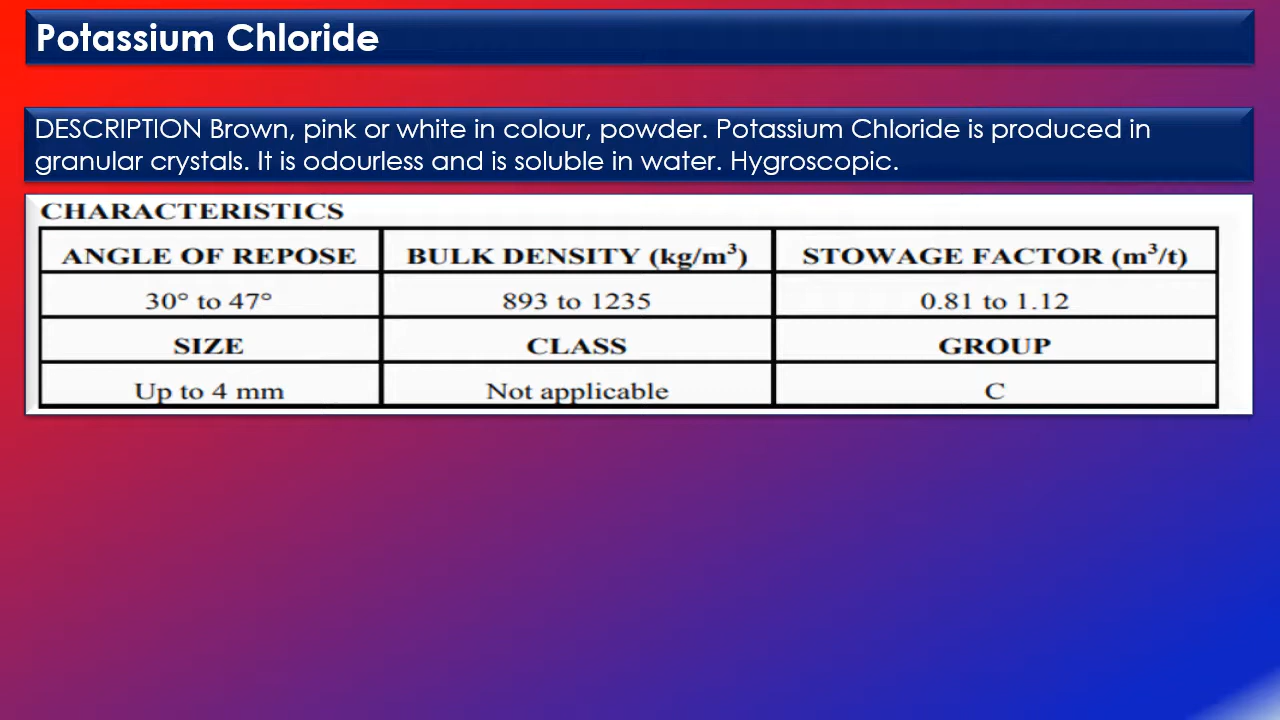 Potassium Chloride
DESCRIPTION Brown, pink or white in colour, powder. Potassium Chloride is produced in
granular crystals. It is odourless and is soluble in water. Hygroscopic.
CHARACTERISTICS
ANGLE OF REPOSE BULK DENSITY (kg/m³) STOWAGE FACTOR (m³/t)
30° to 47° 893 to 1235 0.81 to 1.12
SIZE CLASS GROUP
Up to 4 mm Not applicable C